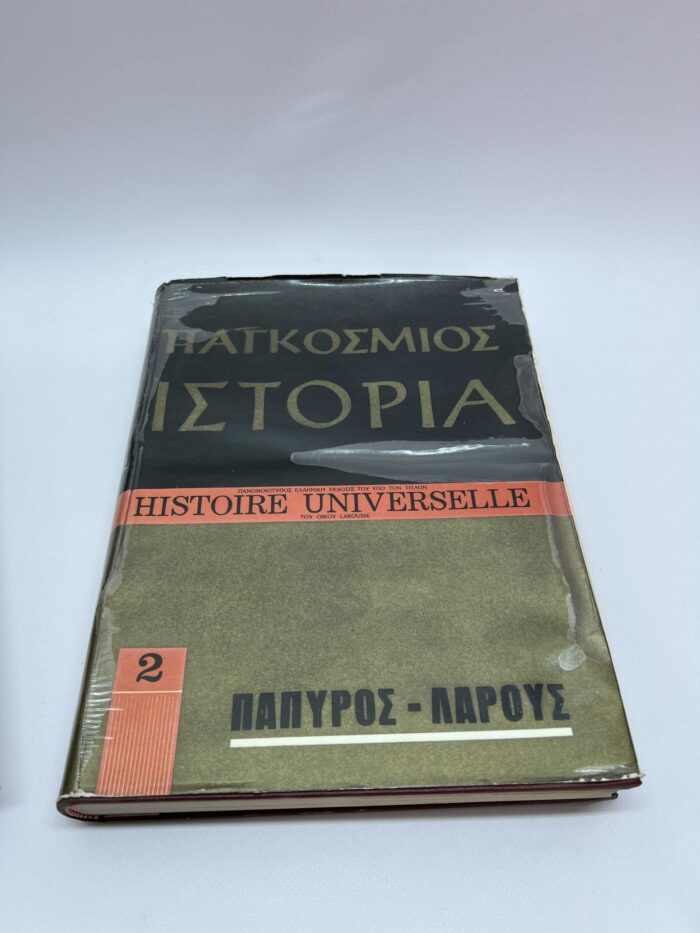 ΠΑΓΚΟΣΜΙΟΣ
ΙΣΤΟΡΙΑ
ΠΑΝΟΜΟΙΟΤΥΠΟΣ ΕΛΛΗΝΙΚΗ ΕΚΔΟΣΙΣ ΤΟΥ ΥΠΟ ΤΟΝ ΤΙΤΛΟΝ
HISTOIRE UNIVERSELLE
ΤΟΥ ΟΙΚΟΥ LAROUSSE
2
ΠΑΠΥΡΟΣ - ΛΑΡΟΥΣ